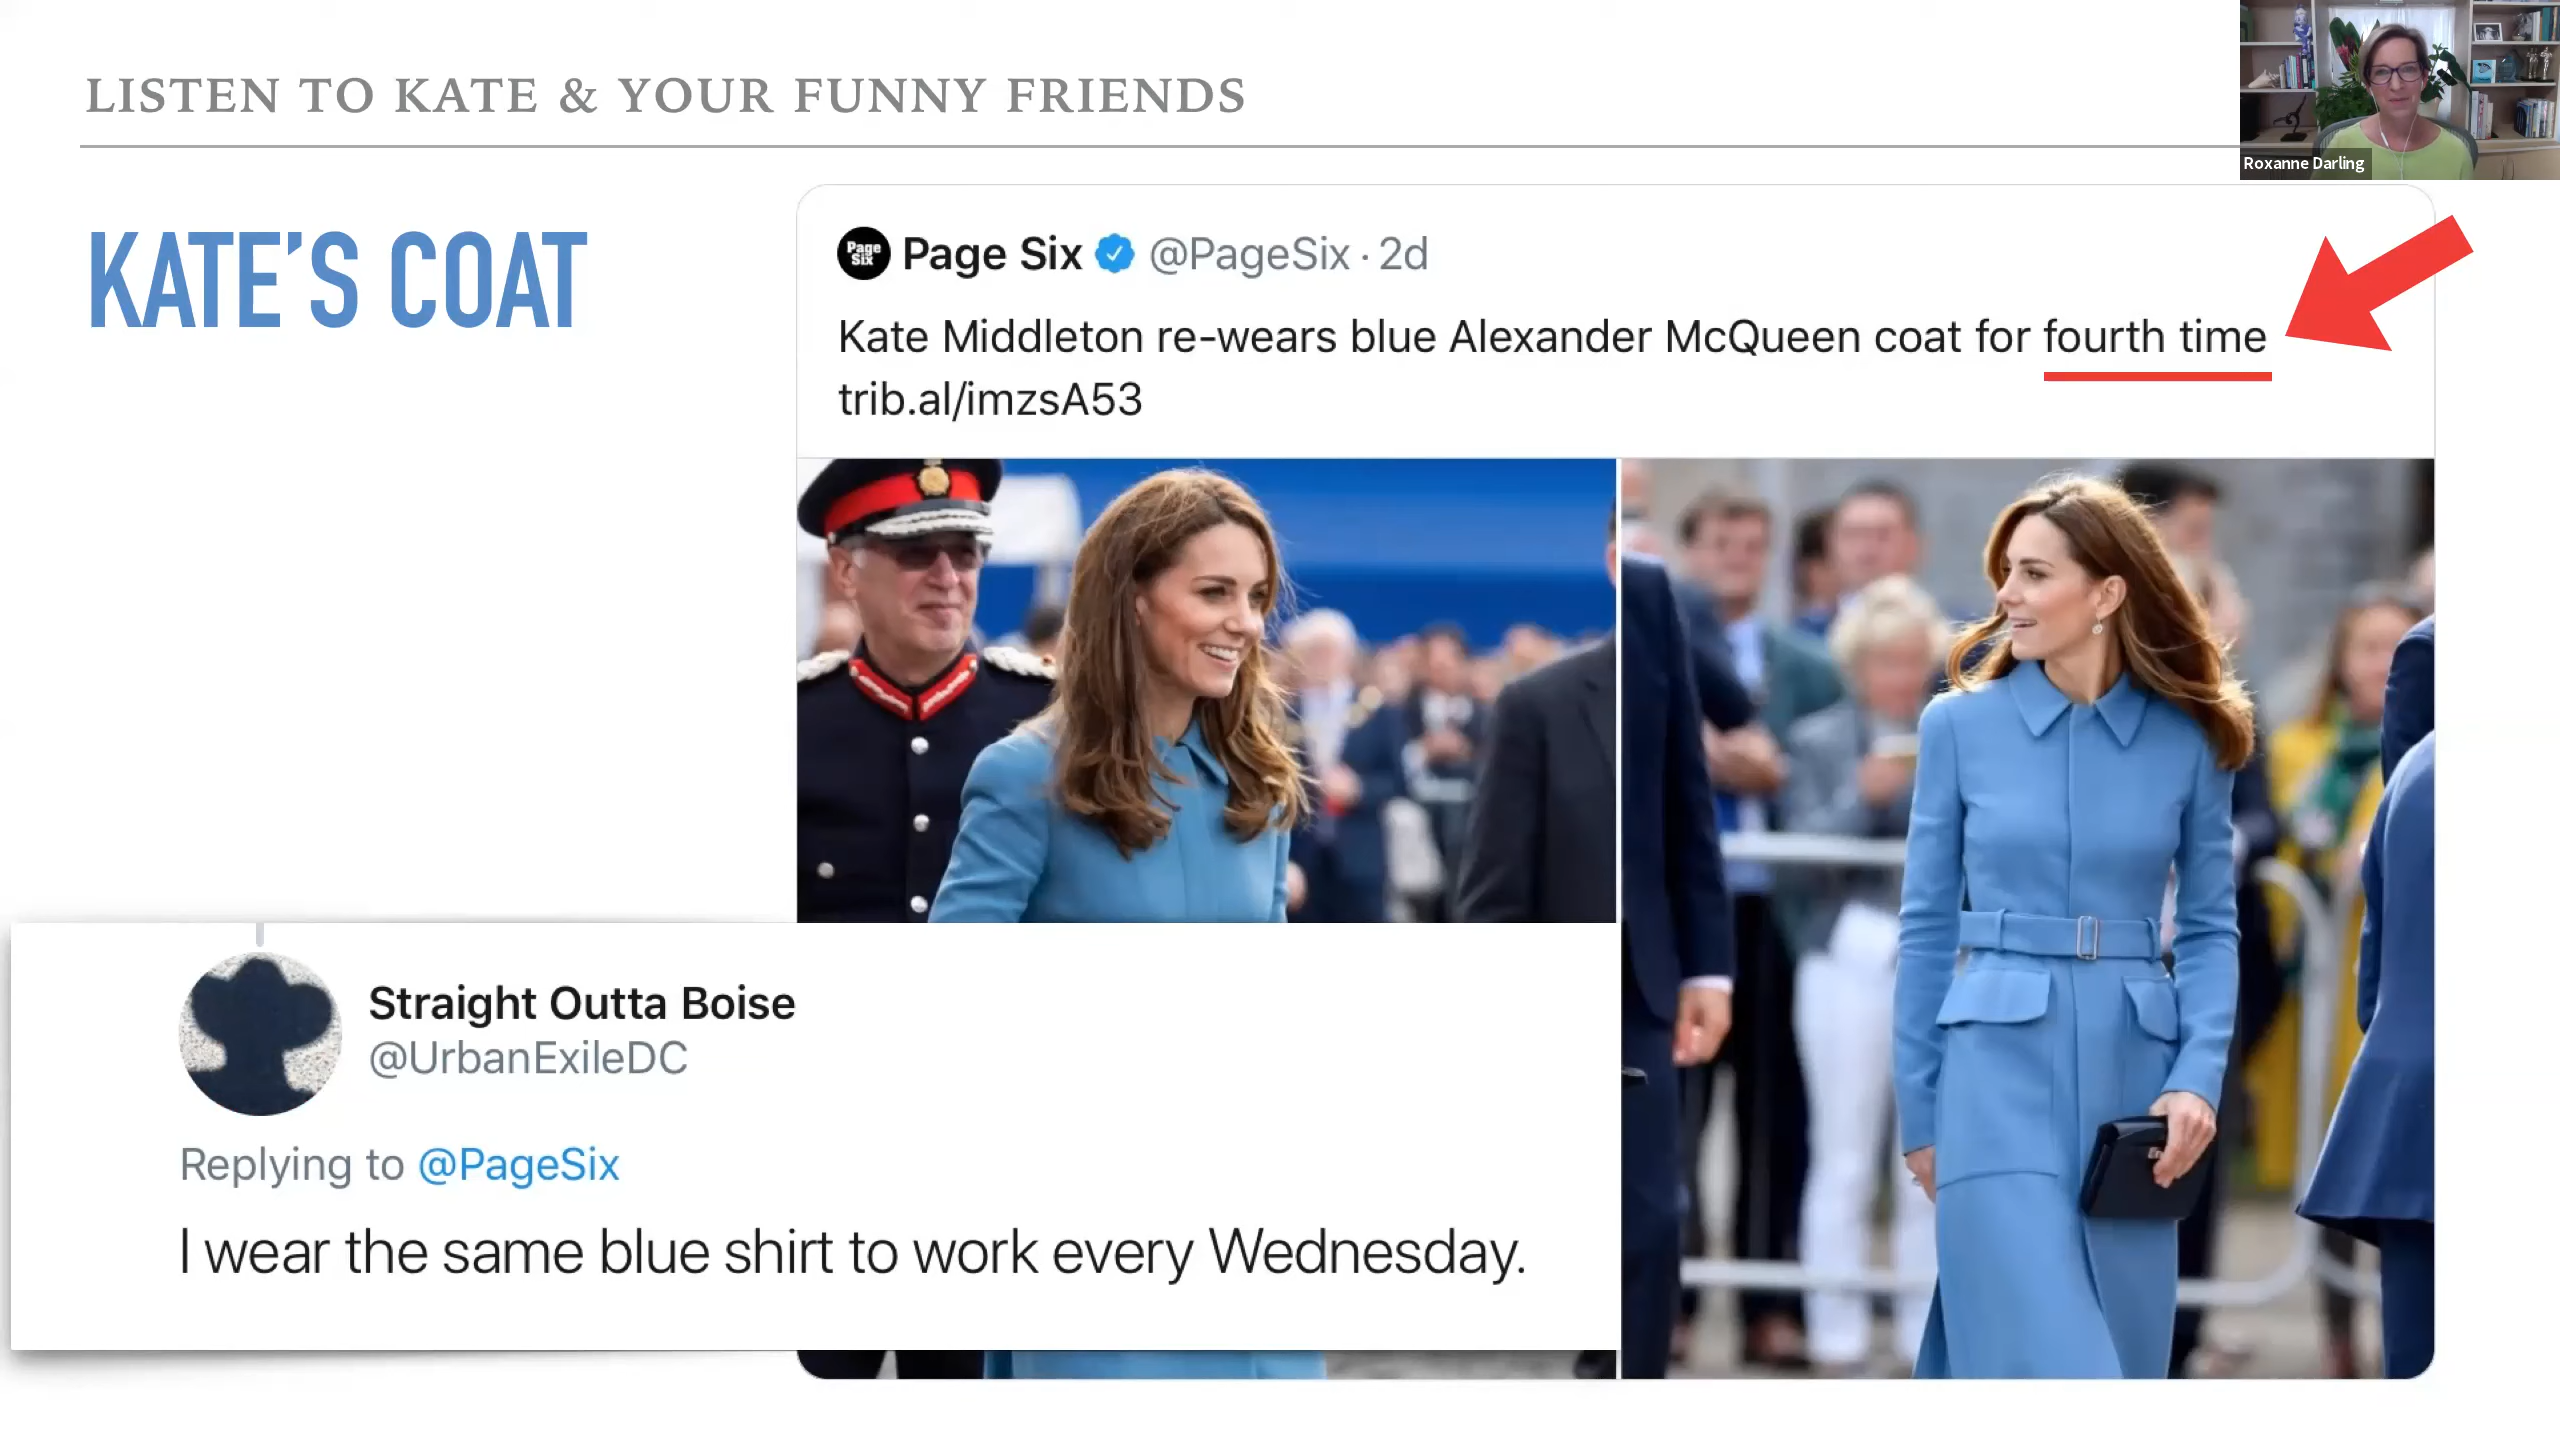 LISTEN TO KATE & YOUR FUNNY FRIENDS
Roxanne Darling
KATE'S COAT
Page Six
Page Six @PageSix · 2d
Kate Middleton re-wears blue Alexander McQueen coat for fourth time
trib.al/imzsA53
Straight Outta Boise
@UrbanExileDC
Replying to @PageSix
I wear the same blue shirt to work every Wednesday.